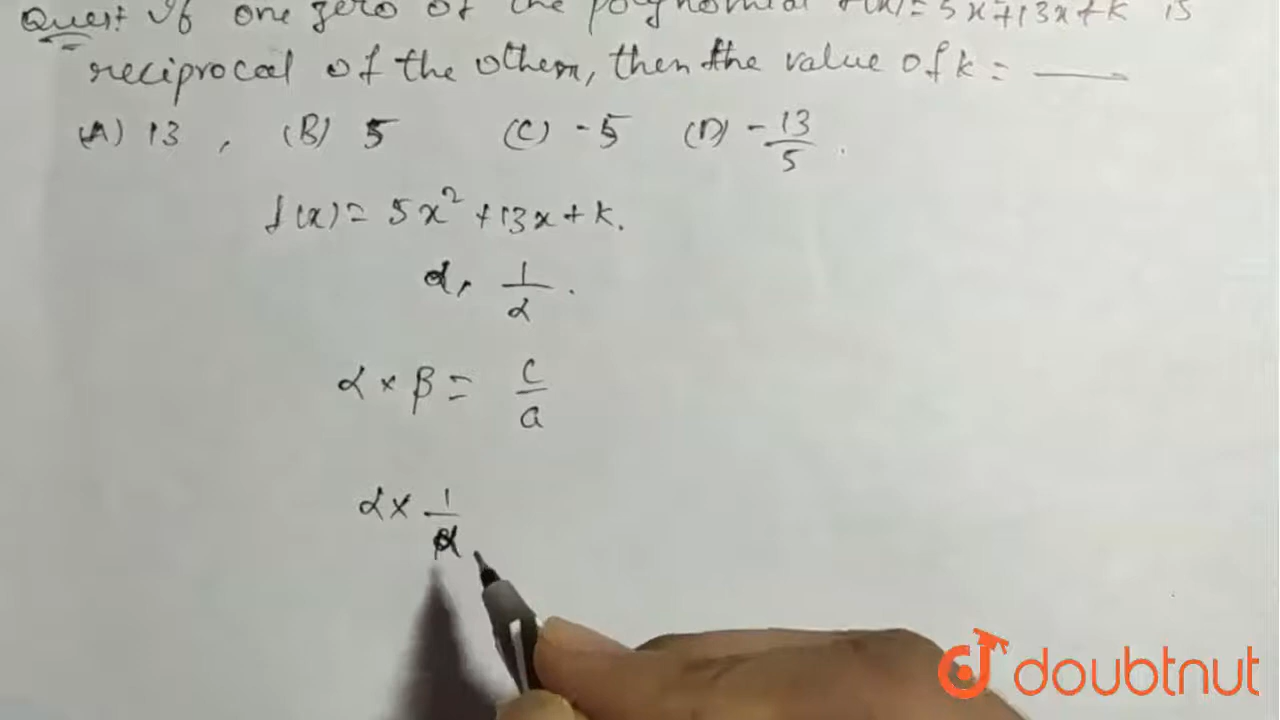 Quest If one zero of the polynomial f(x) = 5x²+13x+k is
reciprocal of the other, then the value of k = ___
(A) 13 , (B) 5 (C) -5 (D) -13/5 .
f(x) = 5x² + 13x + k.
α, 1/α .
α × β = c/a
α × 1/α
doubtnut